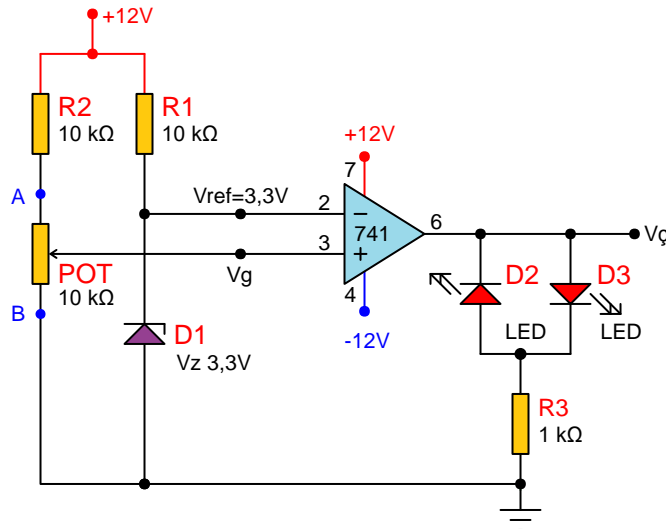 +12V
R2
10 kΩ
R1
10 kΩ
A
POT
10 kΩ
B
Vref=3,3V
Vg
D1
Vz 3,3V
+12V
7
2
3
741
6
4
-12V
Vç
D2
LED
D3
LED
R3
1 kΩ